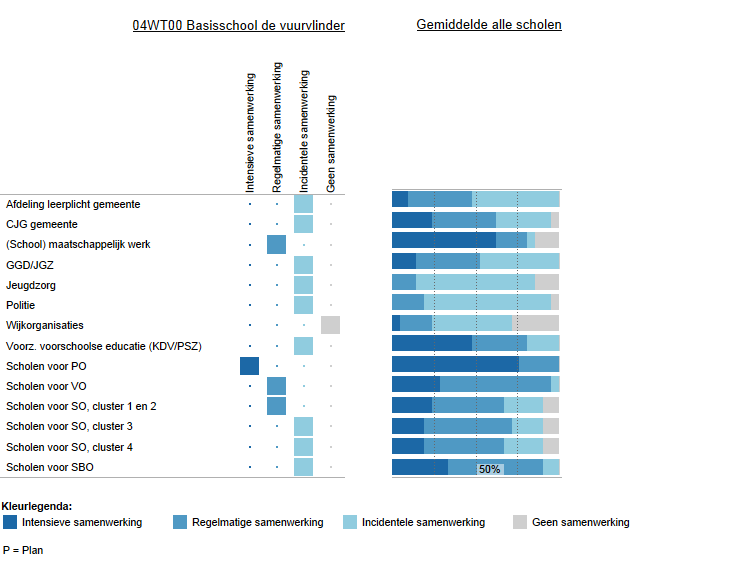 04WT00 Basisschool de vuurvlinder
Gemiddelde alle scholen
Intensieve samenwerking
Regelmatige samenwerking
Incidentele samenwerking
Geen samenwerking
Afdeling leerplicht gemeente
CJG gemeente
(School) maatschappelijk werk
GGD/JGZ
Jeugdzorg
Politie
Wijkorganisaties
Voorz. voorschoolse educatie (KDV/PSZ)
Scholen voor PO
Scholen voor VO
Scholen voor SO, cluster 1 en 2
Scholen voor SO, cluster 3
Scholen voor SO, cluster 4
Scholen voor SBO
50%
Kleurlegenda:
Intensieve samenwerking
Regelmatige samenwerking
Incidentele samenwerking
Geen samenwerking
P = Plan